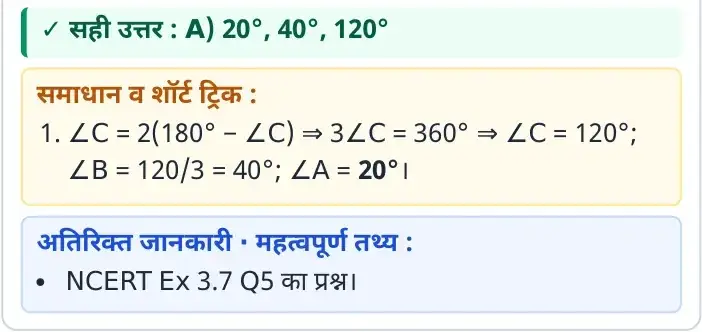 ✓ सही उत्तर : A) 20°, 40°, 120°
समाधान व शॉर्ट ट्रिक :
1. ∠C = 2(180° − ∠C) ⇒ 3∠C = 360° ⇒ ∠C = 120°;
∠B = 120/3 = 40°; ∠A = 20°।
अतिरिक्त जानकारी · महत्वपूर्ण तथ्य :
• NCERT Ex 3.7 Q5 का प्रश्न।